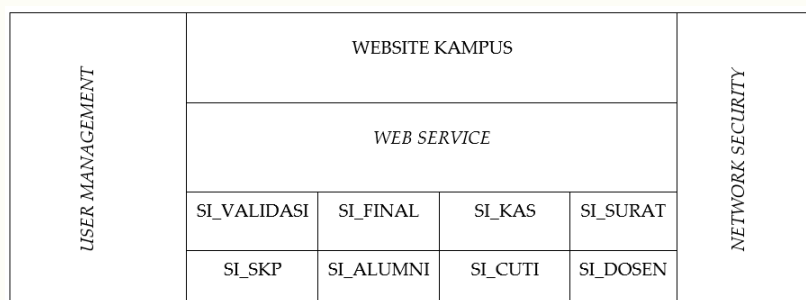 USER MANAGEMENT
WEBSITE KAMPUS
WEB SERVICE
SI_VALIDASI SI_FINAL SI_KAS SI_SURAT
SI_SKP SI_ALUMNI SI_CUTI SI_DOSEN
NETWORK SECURITY